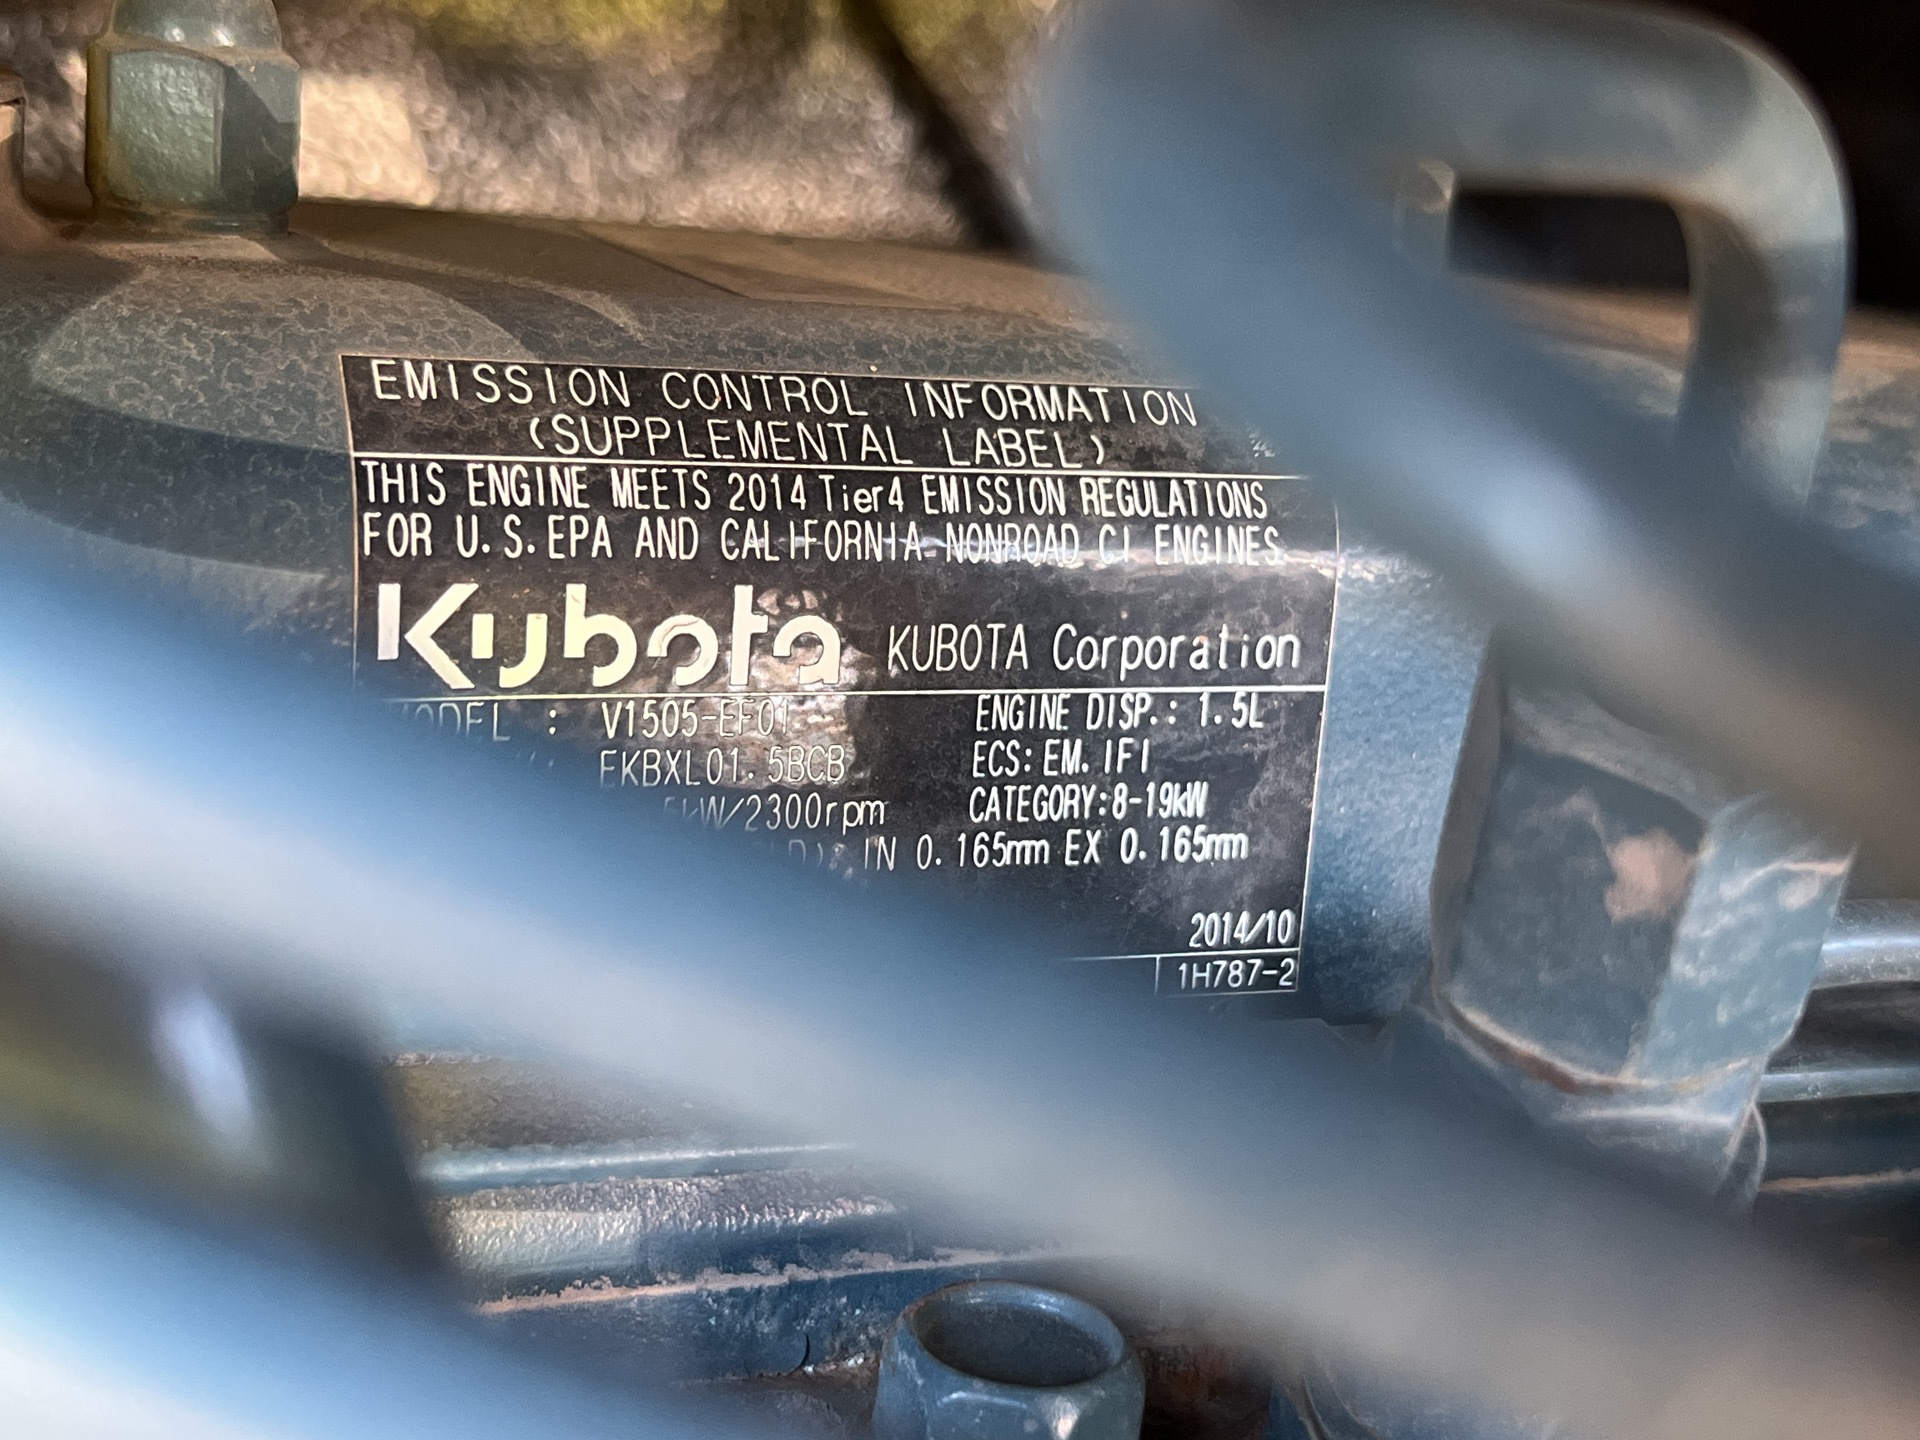 EMISSION CONTROL INFORMATION
(SUPPLEMENTAL LABEL)
THIS ENGINE MEETS 2014 Tier4 EMISSION REGULATIONS
FOR U.S.EPA AND CALIFORNIA NONROAD CI ENGINES.
Kubota KUBOTA Corporation
MODEL : V1505-EF01 ENGINE DISP.: 1.5L
EKBXL01.5BCB ECS: EM. IFI
kW/2300rpm CATEGORY:8-19kW
IN 0.165mm EX 0.165mm
2014/10
1H787-2